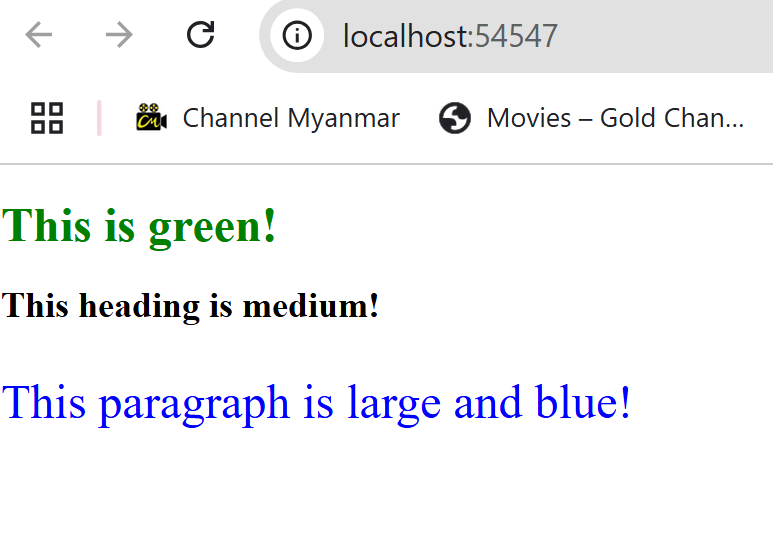 localhost:54547
Channel Myanmar
Movies – Gold Chan...
This is green!
This heading is medium!
This paragraph is large and blue!